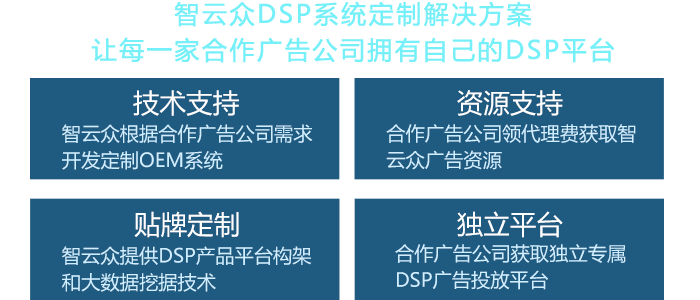 智云众DSP系统定制解决方案
让每一家合作广告公司拥有自己的DSP平台
技术支持
智云众根据合作广告公司需求
开发定制OEM系统
资源支持
合作广告公司领代理费获取智
云众广告资源
贴牌定制
智云众提供DSP产品平台构架
和大数据挖据技术
独立平台
合作广告公司获取独立专属
DSP广告投放平台